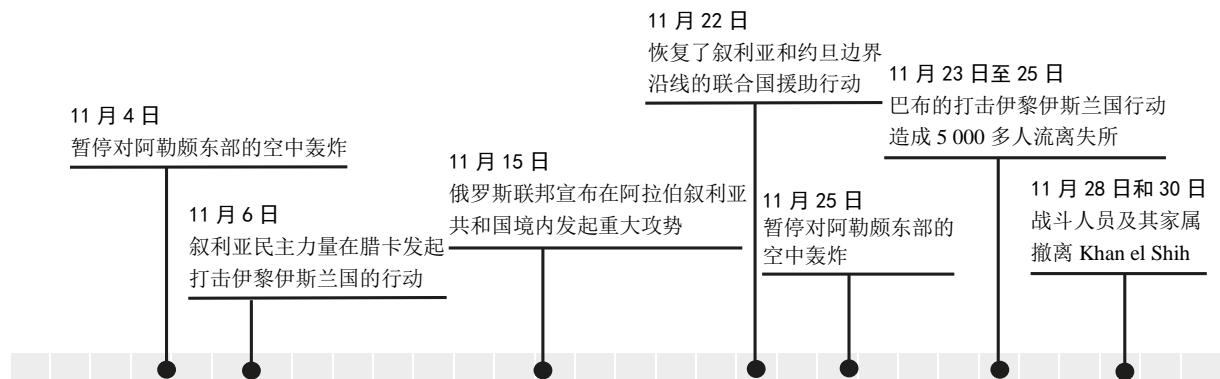 11 月 4 日
暂停对阿勒颇东部的空中轰炸
11 月 6 日
叙利亚民主力量在腊卡发起
打击伊黎伊斯兰国的行动
11 月 15 日
俄罗斯联邦宣布在阿拉伯叙利亚
共和国境内发起重大攻势
11 月 22 日
恢复了叙利亚和约旦边界
沿线的联合国援助行动
11 月 25 日
暂停对阿勒颇东部的
空中轰炸
11 月 23 日至 25 日
巴布的打击伊黎伊斯兰国行动
造成 5 000 多人流离失所
11 月 28 日和 30 日
战斗人员及其家属
撤离 Khan el Shih